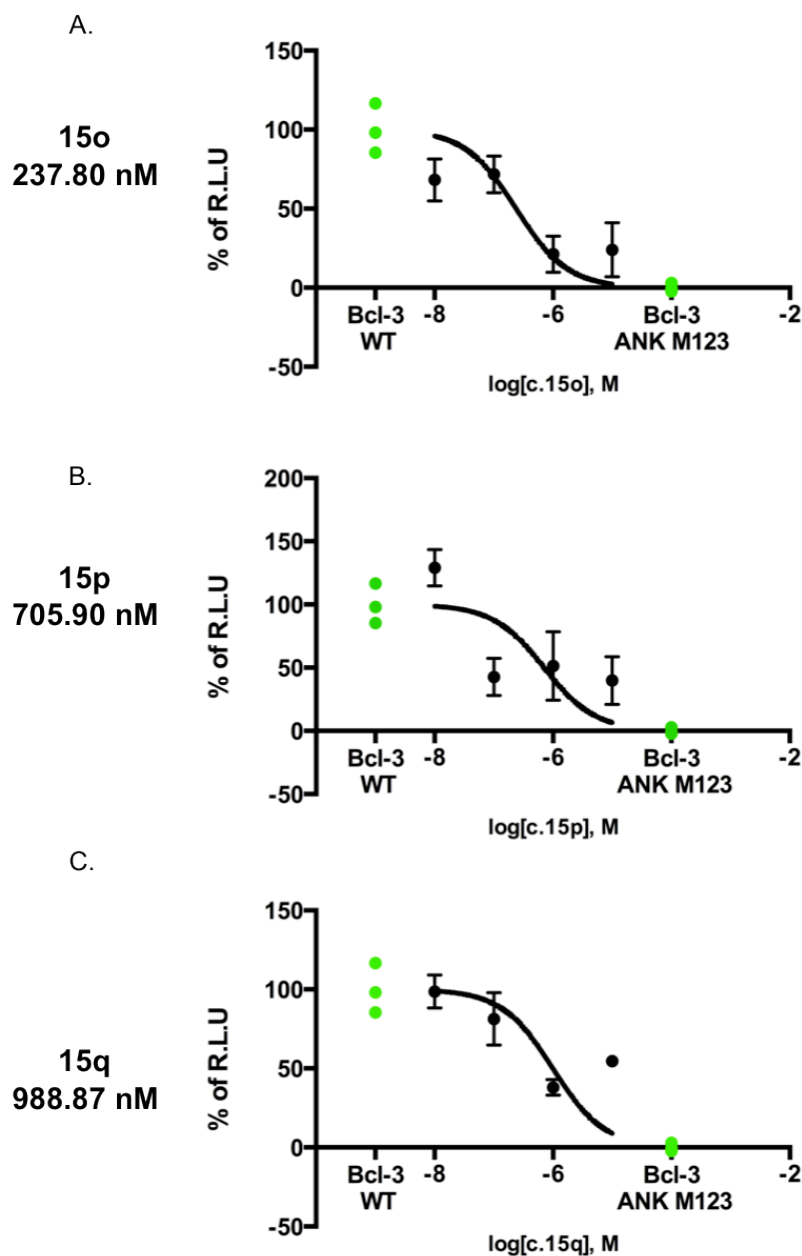 A.
15o
237.80 nM
% of R.L.U
150
100
50
0
-50
Bcl-3 WT
-8
-6
Bcl-3 ANK M123
-2
log[c.15o], M
B.
15p
705.90 nM
% of R.L.U
200
150
100
50
0
-50
Bcl-3 WT
-8
-6
Bcl-3 ANK M123
-2
log[c.15p], M
C.
15q
988.87 nM
% of R.L.U
150
100
50
0
-50
Bcl-3 WT
-8
-6
Bcl-3 ANK M123
-2
log[c.15q], M